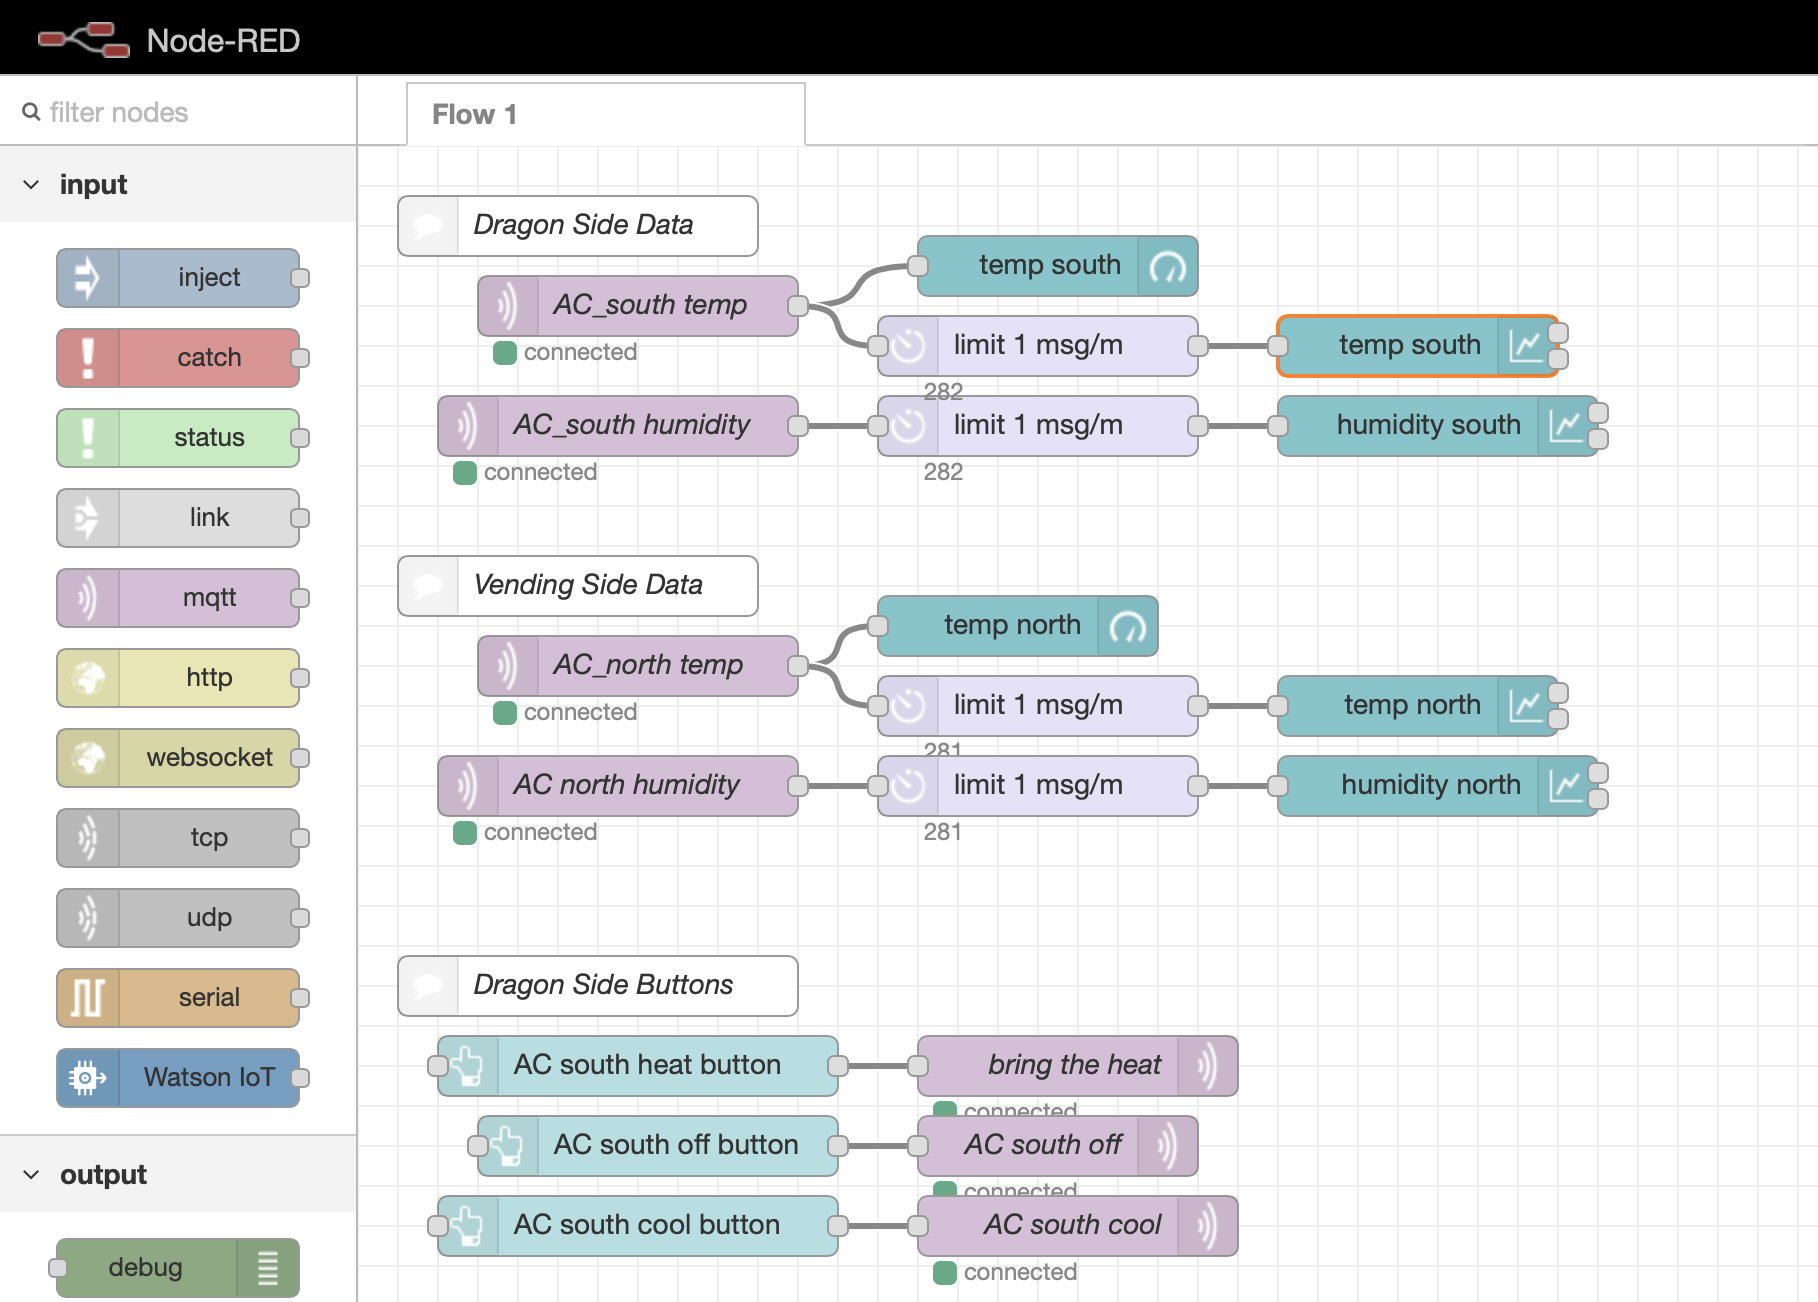 Node-RED
filter nodes
Flow 1
input
inject
catch
status
link
mqtt
http
websocket
tcp
udp
serial
Watson IoT
output
debug
Dragon Side Data
temp south
AC_south temp
connected
limit 1 msg/m
temp south
282
AC_south humidity
limit 1 msg/m
humidity south
connected
282
Vending Side Data
temp north
AC_north temp
connected
limit 1 msg/m
temp north
281
AC north humidity
limit 1 msg/m
humidity north
connected
281
Dragon Side Buttons
AC south heat button
bring the heat
connected
AC south off button
AC south off
connected
AC south cool button
AC south cool
connected